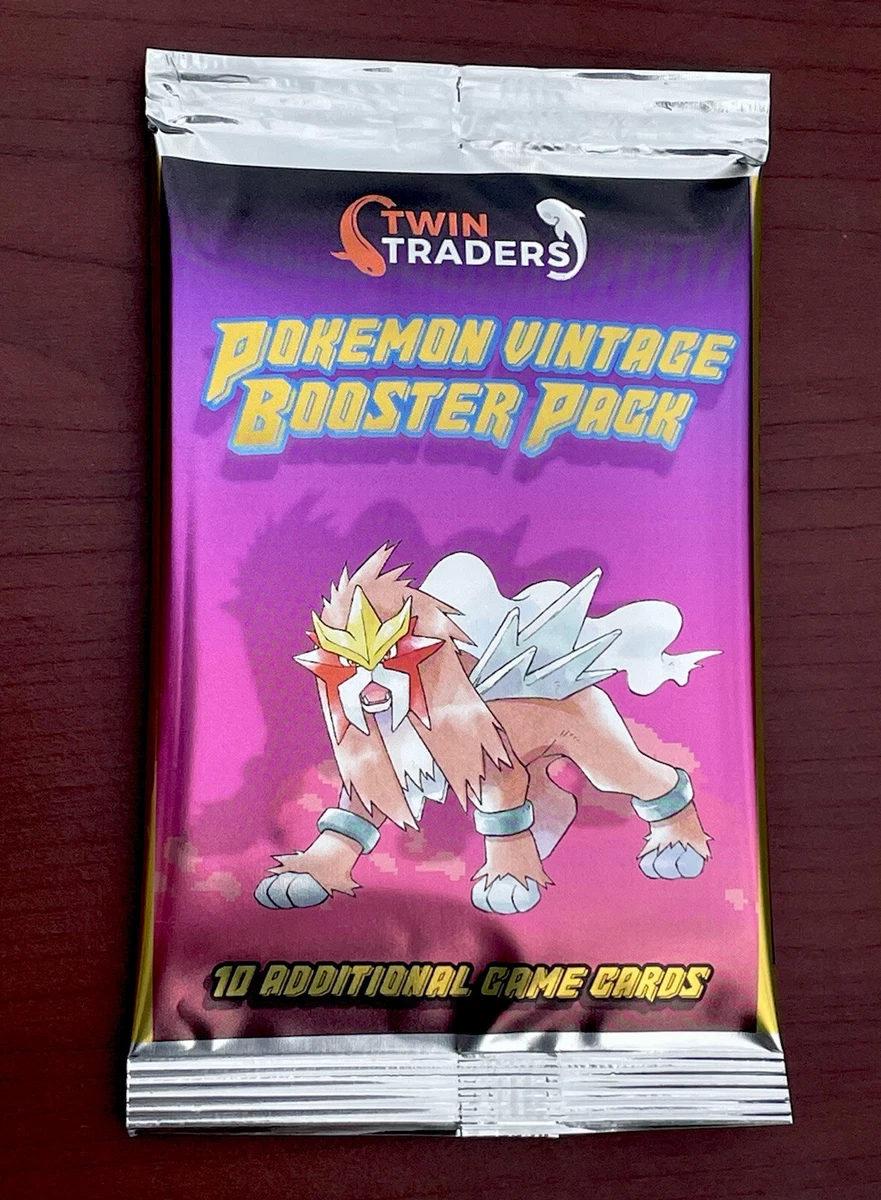 TWIN
TRADERS
POKEMON VINTAGE
BOOSTER PACK
10 ADDITIONAL GAME CARDS